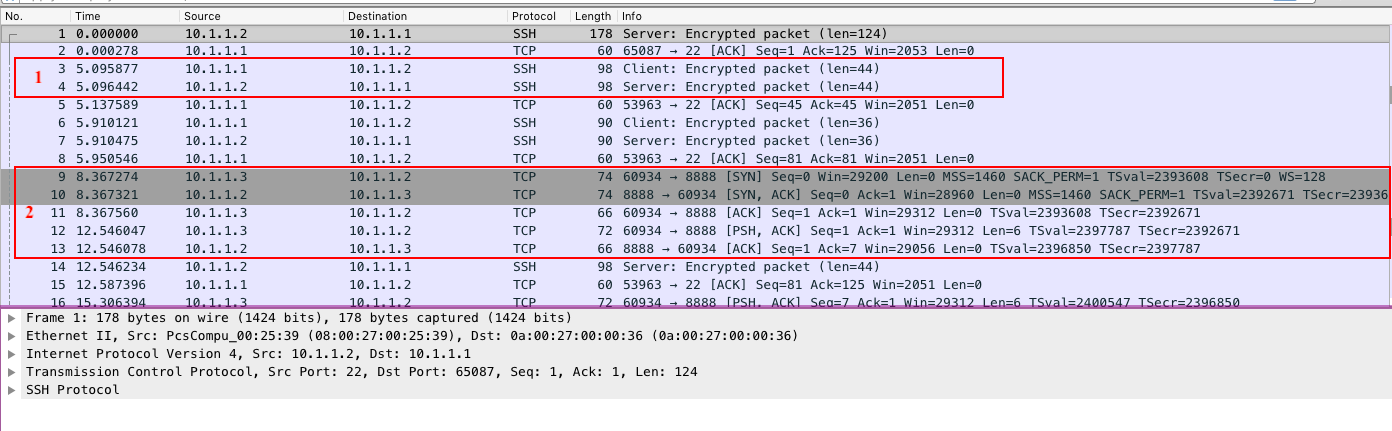 No. Time Source Destination Protocol Length Info
1 0.000000 10.1.1.2 10.1.1.1 SSH 178 Server: Encrypted packet (len=124)
2 0.000278 10.1.1.1 10.1.1.2 TCP 60 65087 → 22 [ACK] Seq=1 Ack=125 Win=2053 Len=0
1
3 5.095877 10.1.1.1 10.1.1.2 SSH 98 Client: Encrypted packet (len=44)
4 5.096442 10.1.1.2 10.1.1.1 SSH 98 Server: Encrypted packet (len=44)
5 5.137589 10.1.1.1 10.1.1.2 TCP 60 53963 → 22 [ACK] Seq=45 Ack=45 Win=2051 Len=0
6 5.910121 10.1.1.1 10.1.1.2 SSH 90 Client: Encrypted packet (len=36)
7 5.910475 10.1.1.2 10.1.1.1 SSH 90 Server: Encrypted packet (len=36)
8 5.950546 10.1.1.1 10.1.1.2 TCP 60 53963 → 22 [ACK] Seq=81 Ack=81 Win=2051 Len=0
9 8.367274 10.1.1.3 10.1.1.2 TCP 74 60934 → 8888 [SYN] Seq=0 Win=29200 Len=0 MSS=1460 SACK_PERM=1 TSval=2393608 TSecr=0 WS=128
10 8.367321 10.1.1.2 10.1.1.3 TCP 74 8888 → 60934 [SYN, ACK] Seq=0 Ack=1 Win=28960 Len=0 MSS=1460 SACK_PERM=1 TSval=2392671 TSecr=23936
2
11 8.367560 10.1.1.3 10.1.1.2 TCP 66 60934 → 8888 [ACK] Seq=1 Ack=1 Win=29312 Len=0 TSval=2393608 TSecr=2392671
12 12.546047 10.1.1.3 10.1.1.2 TCP 72 60934 → 8888 [PSH, ACK] Seq=1 Ack=1 Win=29312 Len=6 TSval=2397787 TSecr=2392671
13 12.546078 10.1.1.2 10.1.1.3 TCP 66 8888 → 60934 [ACK] Seq=1 Ack=7 Win=29056 Len=0 TSval=2396850 TSecr=2397787
14 12.546234 10.1.1.2 10.1.1.1 SSH 98 Server: Encrypted packet (len=44)
15 12.587396 10.1.1.1 10.1.1.2 TCP 60 53963 → 22 [ACK] Seq=81 Ack=125 Win=2051 Len=0
16 15.306394 10.1.1.3 10.1.1.2 TCP 72 60934 → 8888 [PSH, ACK] Seq=7 Ack=1 Win=29312 Len=6 TSval=2400547 TSecr=2396850
Frame 1: 178 bytes on wire (1424 bits), 178 bytes captured (1424 bits)
Ethernet II, Src: PcsCompu_00:25:39 (08:00:27:00:25:39), Dst: 0a:00:27:00:00:36 (0a:00:27:00:00:36)
Internet Protocol Version 4, Src: 10.1.1.2, Dst: 10.1.1.1
Transmission Control Protocol, Src Port: 22, Dst Port: 65087, Seq: 1, Ack: 1, Len: 124
SSH Protocol